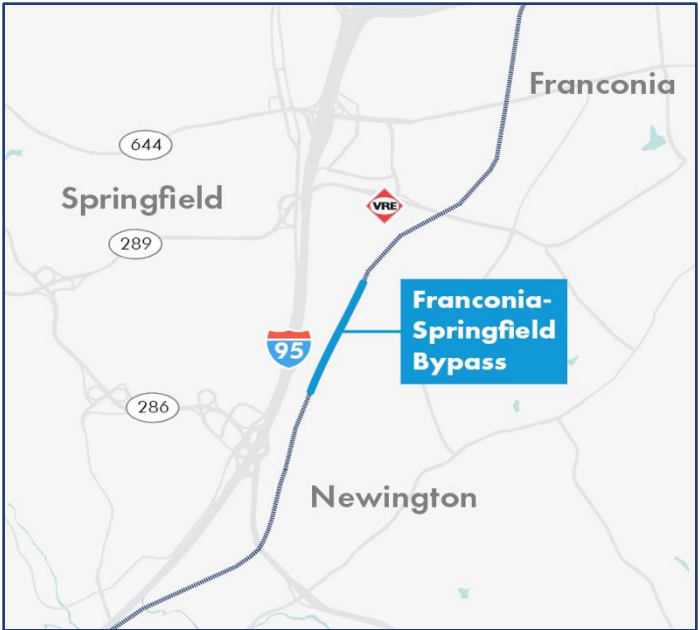 Franconia
644
Springfield
VRE
289
Franconia-
Springfield
Bypass
95
286
Newington